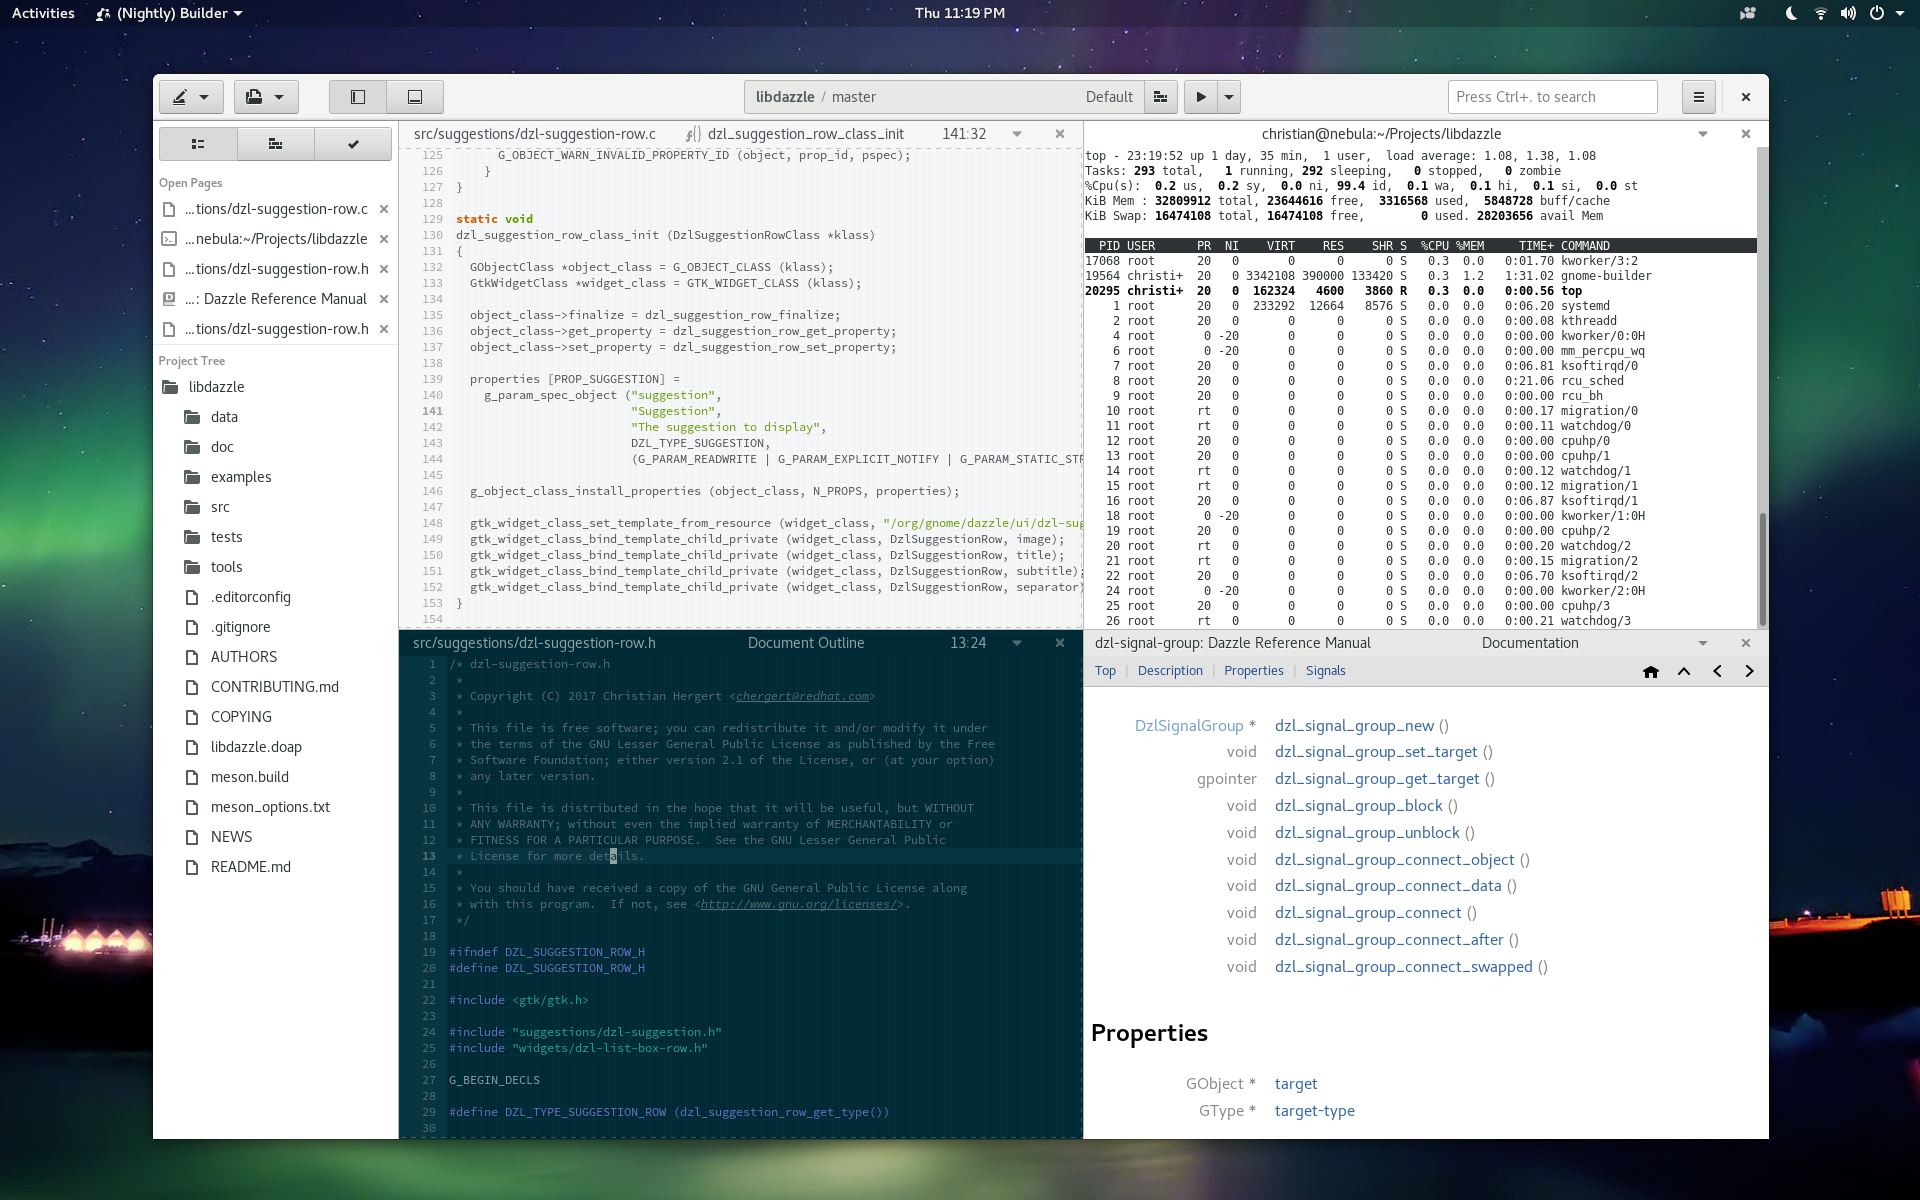 Activities
(Nightly) Builder
Thu 11:19 PM
libdazzle / master
Default
Press Ctrl+. to search
Open Pages
...tions/dzl-suggestion-row.c
...nebula:~/Projects/libdazzle
...tions/dzl-suggestion-row.h
...: Dazzle Reference Manual
...tions/dzl-suggestion-row.h
Project Tree
libdazzle
data
doc
examples
src
tests
tools
.editorconfig
.gitignore
AUTHORS
CONTRIBUTING.md
COPYING
libdazzle.doap
meson.build
meson_options.txt
NEWS
README.md
src/suggestions/dzl-suggestion-row.c dzl_suggestion_row_class_init 141:32
125 G_OBJECT_WARN_INVALID_PROPERTY_ID (object, prop_id, pspec);
126 }
127 }
128
129 static void
130 dzl_suggestion_row_class_init (DzlSuggestionRowClass *klass)
131 {
132 GObjectClass *object_class = G_OBJECT_CLASS (klass);
133 GtkWidgetClass *widget_class = GTK_WIDGET_CLASS (klass);
134
135 object_class->finalize = dzl_suggestion_row_finalize;
136 object_class->get_property = dzl_suggestion_row_get_property;
137 object_class->set_property = dzl_suggestion_row_set_property;
138
139 properties [PROP_SUGGESTION] =
140 g_param_spec_object ("suggestion",
141 "Suggestion",
142 "The suggestion to display",
143 DZL_TYPE_SUGGESTION,
144 (G_PARAM_READWRITE | G_PARAM_EXPLICIT_NOTIFY | G_PARAM_STATIC_STR
145
146 g_object_class_install_properties (object_class, N_PROPS, properties);
147
148 gtk_widget_class_set_template_from_resource (widget_class, "/org/gnome/dazzle/ui/dzl-sug
149 gtk_widget_class_bind_template_child_private (widget_class, DzlSuggestionRow, image);
150 gtk_widget_class_bind_template_child_private (widget_class, DzlSuggestionRow, title);
151 gtk_widget_class_bind_template_child_private (widget_class, DzlSuggestionRow, subtitle);
152 gtk_widget_class_bind_template_child_private (widget_class, DzlSuggestionRow, separator)
153 }
154
src/suggestions/dzl-suggestion-row.h Document Outline 13:24
1 /* dzl-suggestion-row.h
2 *
3 * Copyright (C) 2017 Christian Hergert <chergert@redhat.com>
4 *
5 * This file is free software; you can redistribute it and/or modify it under
6 * the terms of the GNU Lesser General Public License as published by the Free
7 * Software Foundation; either version 2.1 of the License, or (at your option)
8 * any later version.
9 *
10 * This file is distributed in the hope that it will be useful, but WITHOUT
11 * ANY WARRANTY; without even the implied warranty of MERCHANTABILITY or
12 * FITNESS FOR A PARTICULAR PURPOSE. See the GNU Lesser General Public
13 * License for more details.
14 *
15 * You should have received a copy of the GNU General Public License along
16 * with this program. If not, see <http://www.gnu.org/licenses/>.
17 */
18
19 #ifndef DZL_SUGGESTION_ROW_H
20 #define DZL_SUGGESTION_ROW_H
21
22 #include <gtk/gtk.h>
23
24 #include "suggestions/dzl-suggestion.h"
25 #include "widgets/dzl-list-box-row.h"
26
27 G_BEGIN_DECLS
28
29 #define DZL_TYPE_SUGGESTION_ROW (dzl_suggestion_row_get_type())
30
christian@nebula:~/Projects/libdazzle
top - 23:19:52 up 1 day, 35 min, 1 user, load average: 1.08, 1.38, 1.08
Tasks: 293 total, 1 running, 292 sleeping, 0 stopped, 0 zombie
%Cpu(s): 0.2 us, 0.2 sy, 0.0 ni, 99.4 id, 0.1 wa, 0.1 hi, 0.1 si, 0.0 st
KiB Mem : 32809912 total, 23644616 free, 3316568 used, 5848728 buff/cache
KiB Swap: 16474108 total, 16474108 free, 0 used. 28203656 avail Mem
PID USER PR NI VIRT RES SHR S %CPU %MEM TIME+ COMMAND
17068 root 20 0 0 0 0 S 0.3 0.0 0:01.70 kworker/3:2
19564 christi+ 20 0 3342108 390000 133420 S 0.3 1.2 1:31.02 gnome-builder
20295 christi+ 20 0 162324 4600 3860 R 0.3 0.0 0:00.56 top
1 root 20 0 233292 12664 8576 S 0.0 0.0 0:06.20 systemd
2 root 20 0 0 0 0 S 0.0 0.0 0:00.08 kthreadd
4 root 0 -20 0 0 0 S 0.0 0.0 0:00.00 kworker/0:0H
6 root 0 -20 0 0 0 S 0.0 0.0 0:00.00 mm_percpu_wq
7 root 20 0 0 0 0 S 0.0 0.0 0:06.81 ksoftirqd/0
8 root 20 0 0 0 0 S 0.0 0.0 0:21.06 rcu_sched
9 root 20 0 0 0 0 S 0.0 0.0 0:00.00 rcu_bh
10 root rt 0 0 0 0 S 0.0 0.0 0:00.17 migration/0
11 root rt 0 0 0 0 S 0.0 0.0 0:00.11 watchdog/0
12 root 20 0 0 0 0 S 0.0 0.0 0:00.00 cpuhp/0
13 root 20 0 0 0 0 S 0.0 0.0 0:00.00 cpuhp/1
14 root rt 0 0 0 0 S 0.0 0.0 0:00.12 watchdog/1
15 root rt 0 0 0 0 S 0.0 0.0 0:00.12 migration/1
16 root 20 0 0 0 0 S 0.0 0.0 0:06.87 ksoftirqd/1
18 root 0 -20 0 0 0 S 0.0 0.0 0:00.00 kworker/1:0H
19 root 20 0 0 0 0 S 0.0 0.0 0:00.00 cpuhp/2
20 root rt 0 0 0 0 S 0.0 0.0 0:00.20 watchdog/2
21 root rt 0 0 0 0 S 0.0 0.0 0:00.15 migration/2
22 root 20 0 0 0 0 S 0.0 0.0 0:06.70 ksoftirqd/2
24 root 0 -20 0 0 0 S 0.0 0.0 0:00.00 kworker/2:0H
25 root 20 0 0 0 0 S 0.0 0.0 0:00.00 cpuhp/3
26 root rt 0 0 0 0 S 0.0 0.0 0:00.21 watchdog/3
dzl-signal-group: Dazzle Reference Manual Documentation
Top | Description | Properties | Signals
DzlSignalGroup * dzl_signal_group_new ()
void dzl_signal_group_set_target ()
gpointer dzl_signal_group_get_target ()
void dzl_signal_group_block ()
void dzl_signal_group_unblock ()
void dzl_signal_group_connect_object ()
void dzl_signal_group_connect_data ()
void dzl_signal_group_connect ()
void dzl_signal_group_connect_after ()
void dzl_signal_group_connect_swapped ()
Properties
GObject * target
GType * target-type